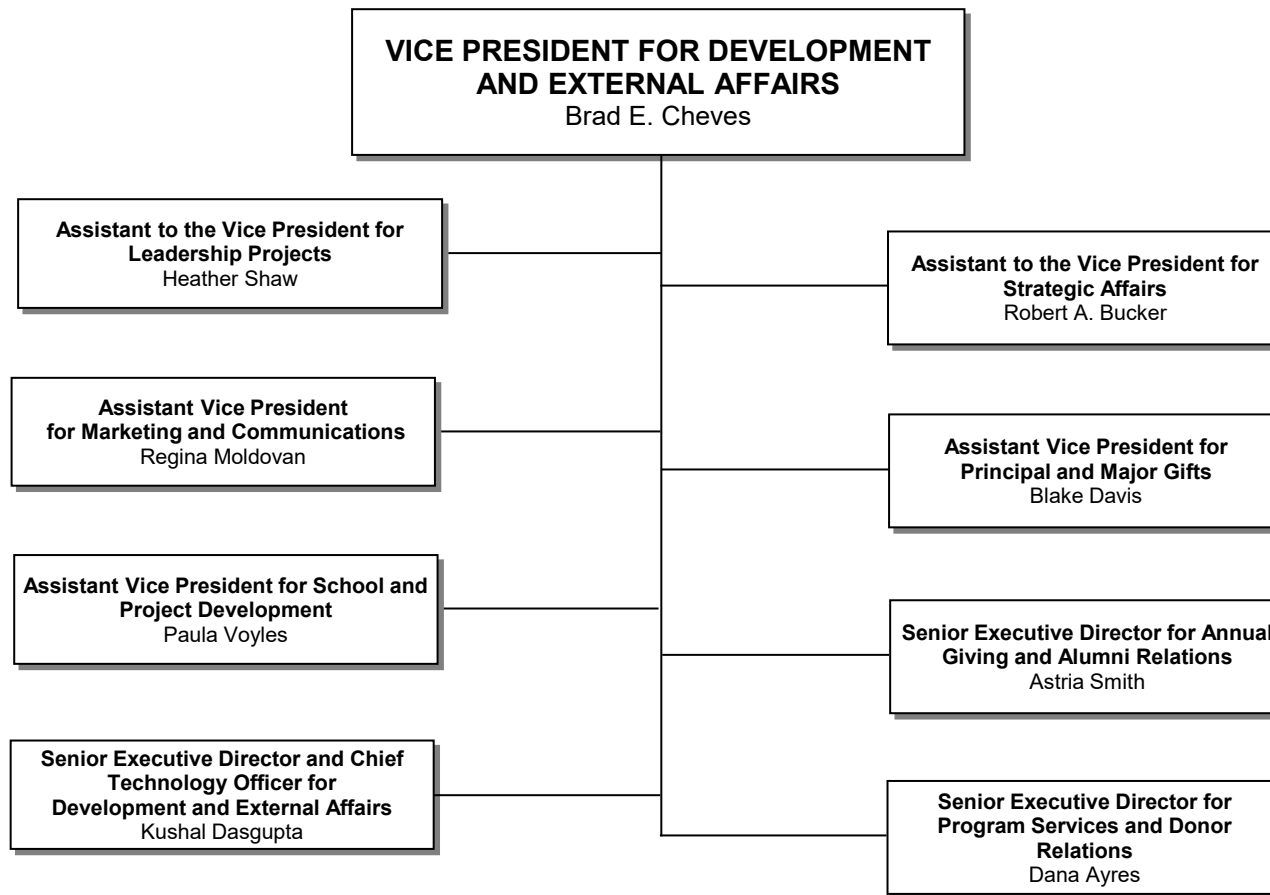 VICE PRESIDENT FOR DEVELOPMENT
AND EXTERNAL AFFAIRS
Brad E. Cheves
Assistant to the Vice President for
Leadership Projects
Heather Shaw
Assistant to the Vice President for
Strategic Affairs
Robert A. Bucker
Assistant Vice President
for Marketing and Communications
Regina Moldovan
Assistant Vice President for
Principal and Major Gifts
Blake Davis
Assistant Vice President for School and
Project Development
Paula Voyles
Senior Executive Director for Annual
Giving and Alumni Relations
Astria Smith
Senior Executive Director and Chief
Technology Officer for
Development and External Affairs
Kushal Dasgupta
Senior Executive Director for
Program Services and Donor
Relations
Dana Ayres